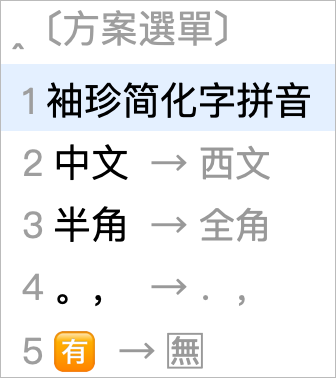 ‸〔方案選單〕
1 袖珍简化字拼音
2 中文 → 西文
3 半角 → 全角
4 。， → ．，
5 🈶 → 🈚